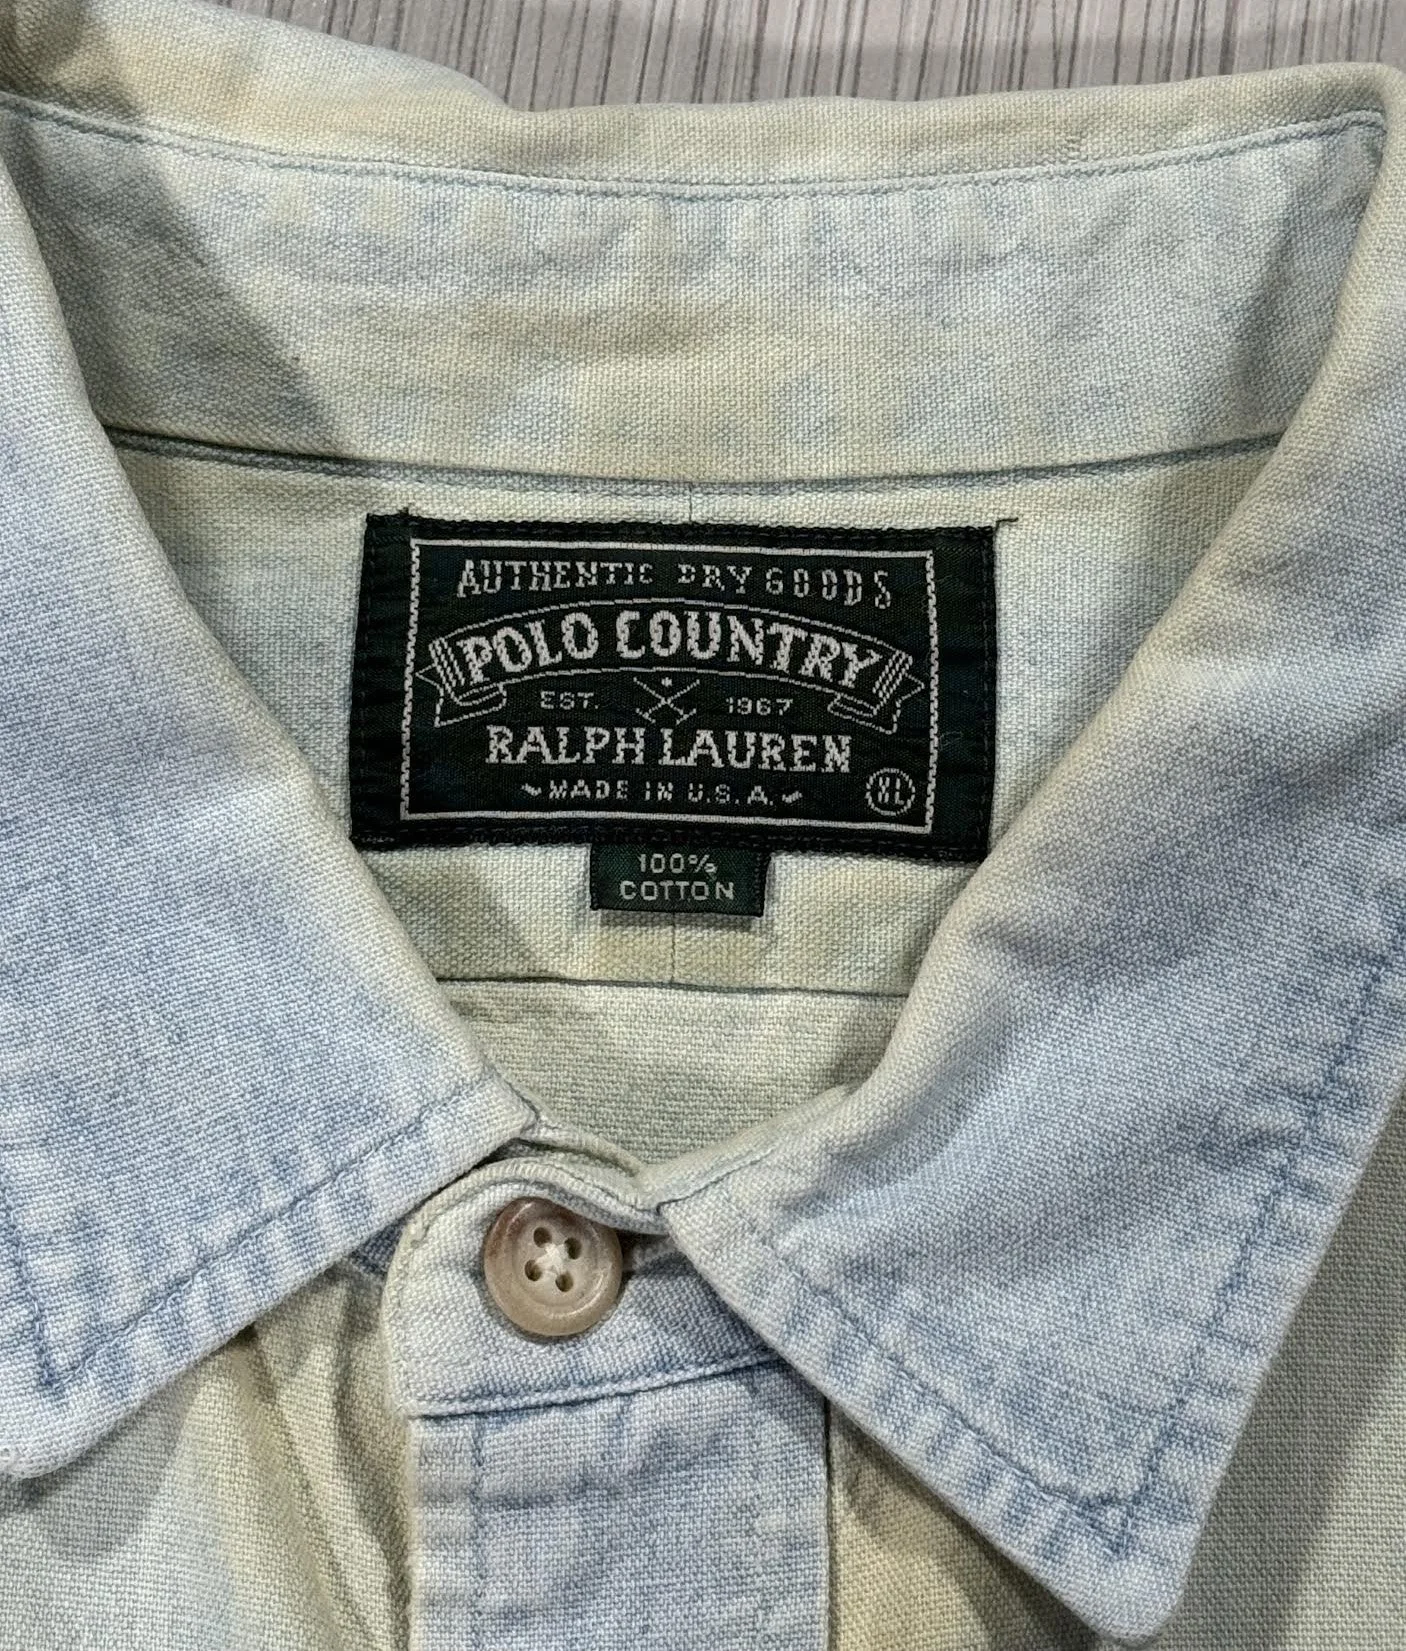 AUTHENTIC DRY GOODS
POLO COUNTRY
EST. 1967
RALPH LAUREN
MADE IN U.S.A.
XL
100%
COTTON